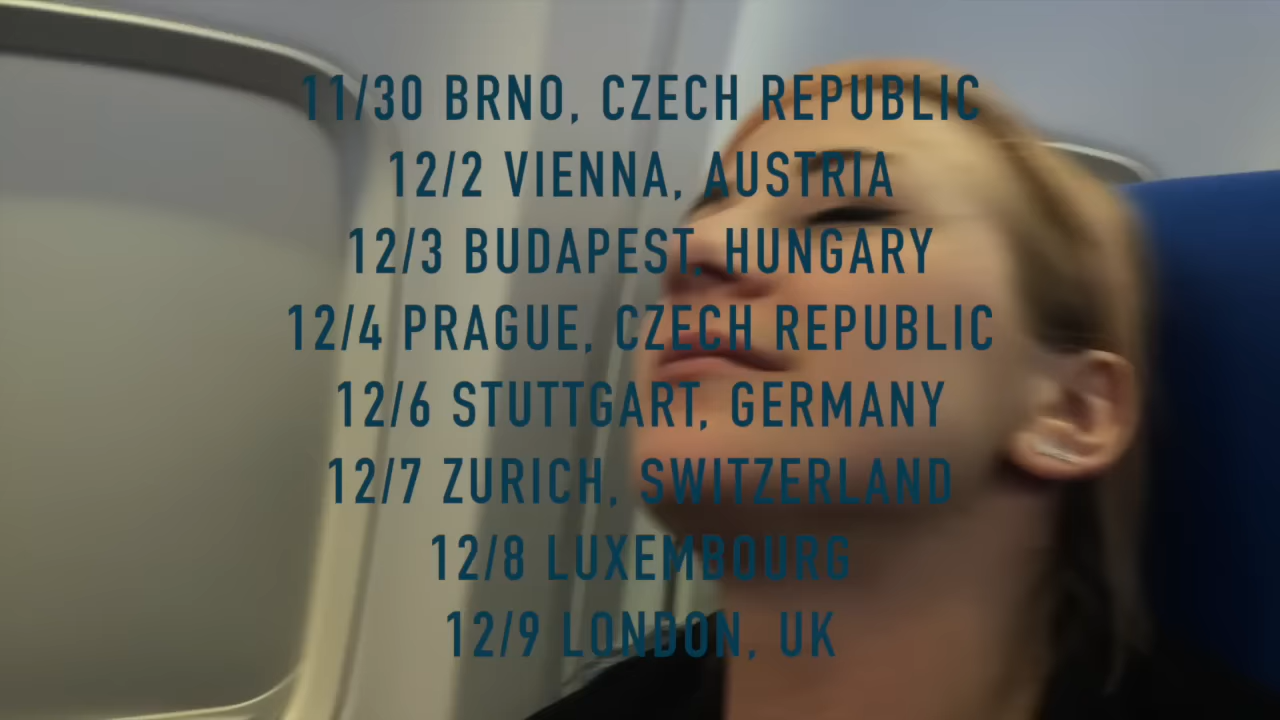 11/30 BRNO, CZECH REPUBLIC
12/2 VIENNA, AUSTRIA
12/3 BUDAPEST, HUNGARY
12/4 PRAGUE, CZECH REPUBLIC
12/6 STUTTGART, GERMANY
12/7 ZURICH, SWITZERLAND
12/8 LUXEMBOURG
12/9 LONDON, UK